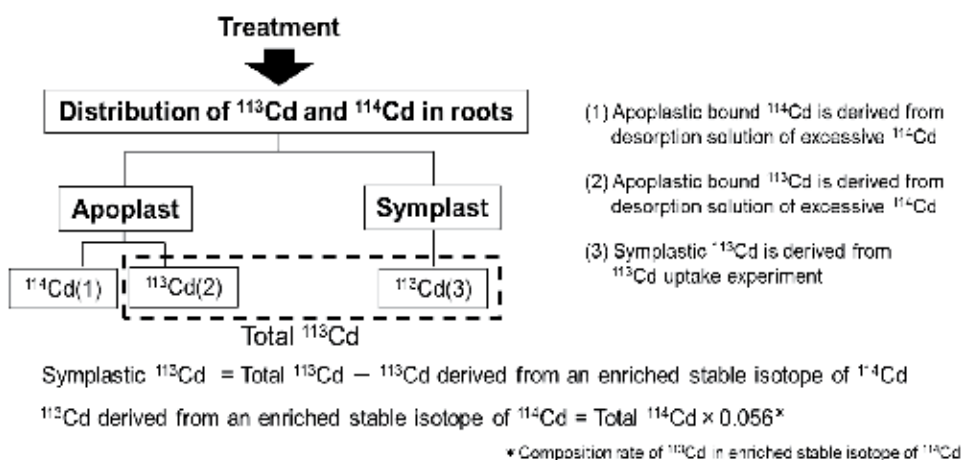 Treatment
Distribution of ¹¹³Cd and ¹¹⁴Cd in roots
Apoplast
Symplast
¹¹⁴Cd(1)
¹¹³Cd(2)
¹¹³Cd(3)
Total ¹¹³Cd
(1) Apoplastic bound ¹¹⁴Cd is derived from
desorption solution of excessive ¹¹⁴Cd
(2) Apoplastic bound ¹¹³Cd is derived from
desorption solution of excessive ¹¹⁴Cd
(3) Symplastic ¹¹³Cd is derived from
¹¹³Cd uptake experiment
Symplastic ¹¹³Cd = Total ¹¹³Cd − ¹¹³Cd derived from an enriched stable isotope of ¹¹⁴Cd
¹¹³Cd derived from an enriched stable isotope of ¹¹⁴Cd = Total ¹¹⁴Cd × 0.056*
* Composition rate of ¹¹³Cd in enriched stable isotope of ¹¹⁴Cd